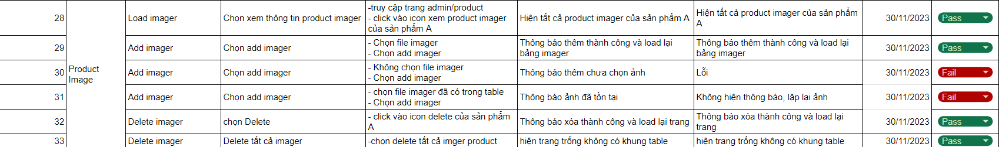 28
Product
Image
Load imager
Chọn xem thông tin product imager
-truy cập trang admin/product
- click vào icon xem product imager
của sản phẩm A
Hiện tất cả product imager của sản phẩm A
Hiện tất cả product imager của sản phẩm
A
30/11/2023
Pass
29
Add imager
Chọn add imager
- Chọn file imager
- Chọn add imager
Thông báo thêm thành công và load lại
bảng imager
Thông báo thêm thành công và load lại
bảng imager
30/11/2023
Pass
30
Add imager
Chọn add imager
- Không chọn file imager
- Chọn add imager
Thông báo thêm chưa chọn ảnh
Lỗi
30/11/2023
Fail
31
Add imager
Chọn add imager
- chọn file imager đã có trong table
- Chọn add imager
Thông báo ảnh đã tồn tại
Không hiện thông báo, lặp lại ảnh
30/11/2023
Fail
32
Delete imager
chọn Delete
- click vào icon delete của sản phẩm
A
Thông báo xóa thành công và load lại trang
Thông báo xóa thành công và load lại
trang
30/11/2023
Pass
33
Delete imager
Delete tất cả imager
-chọn delete tất cả imger product
hiện trang trống không có khung table
hiện trang trống không có khung table
30/11/2023
Pass